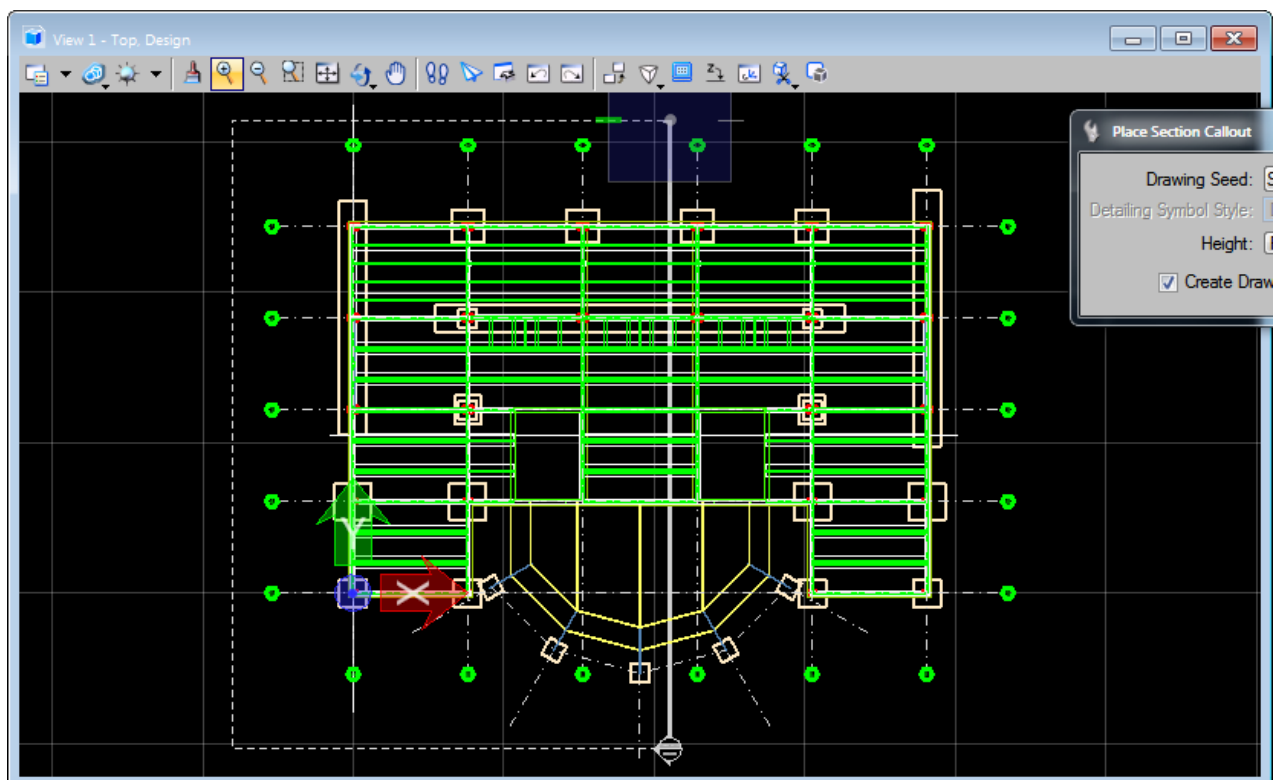 View 1 - Top, Design
Place Section Callout
Drawing Seed:
Detailing Symbol Style:
Height:
Create Draw
Y
X